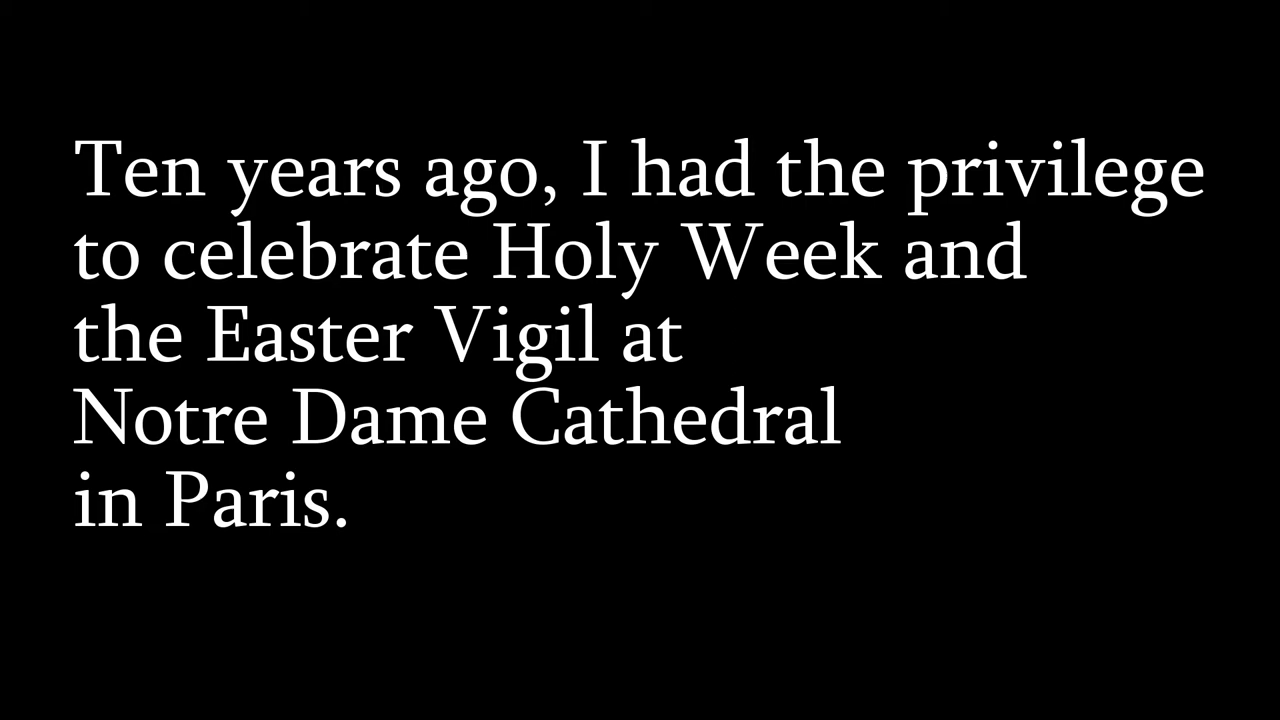 Ten years ago, I had the privilege
to celebrate Holy Week and
the Easter Vigil at
Notre Dame Cathedral
in Paris.